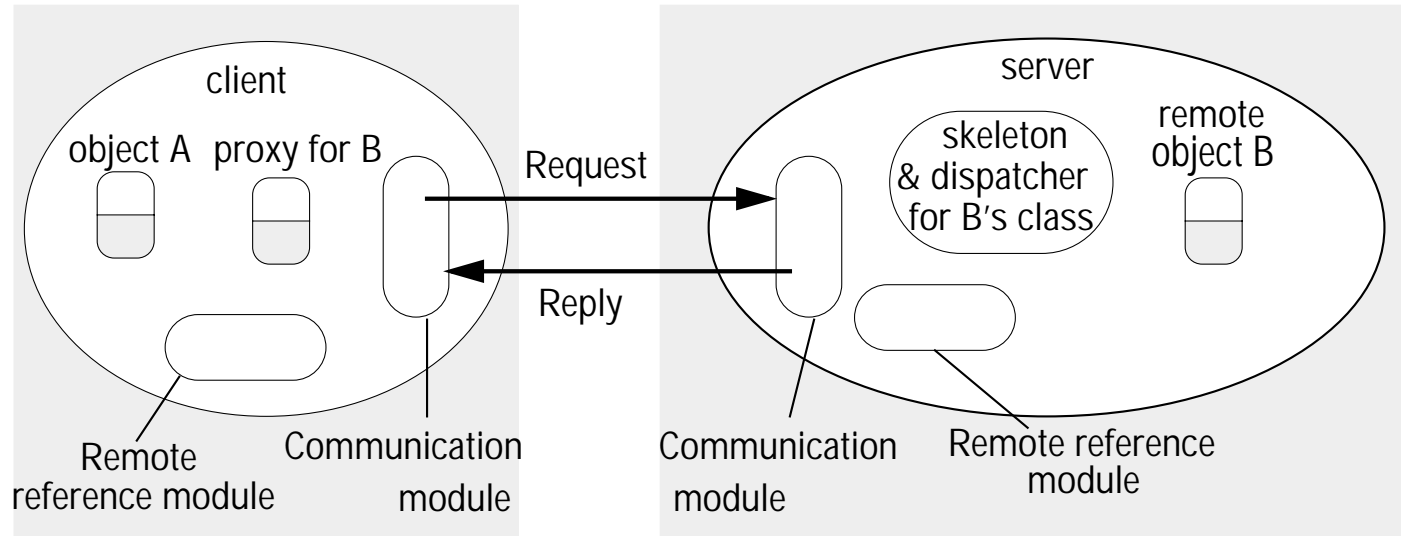 client
object A
proxy for B
Remote
reference module
Communication
module
Request
Reply
server
skeleton
& dispatcher
for B's class
remote
object B
Communication
module
Remote reference
module